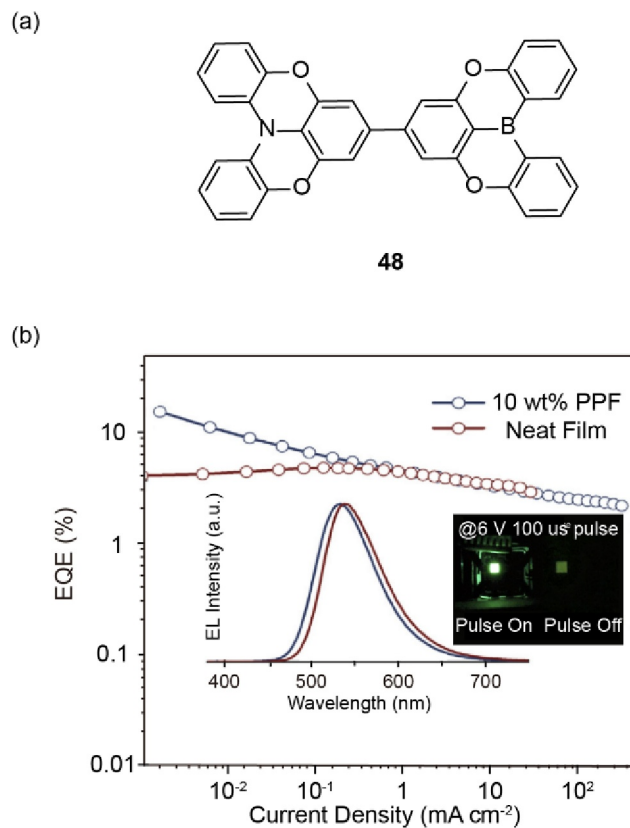 (a)
O
O
N
B
O
O
48
(b)
10 wt% PPF
Neat Film
EQE (%)
10
1
0.1
0.01
EL Intensity (a.u.)
@6 V 100 us pulse
Pulse On Pulse Off
400 500 600 700
Wavelength (nm)
10⁻² 10⁻¹ 1 10 10²
Current Density (mA cm⁻²)